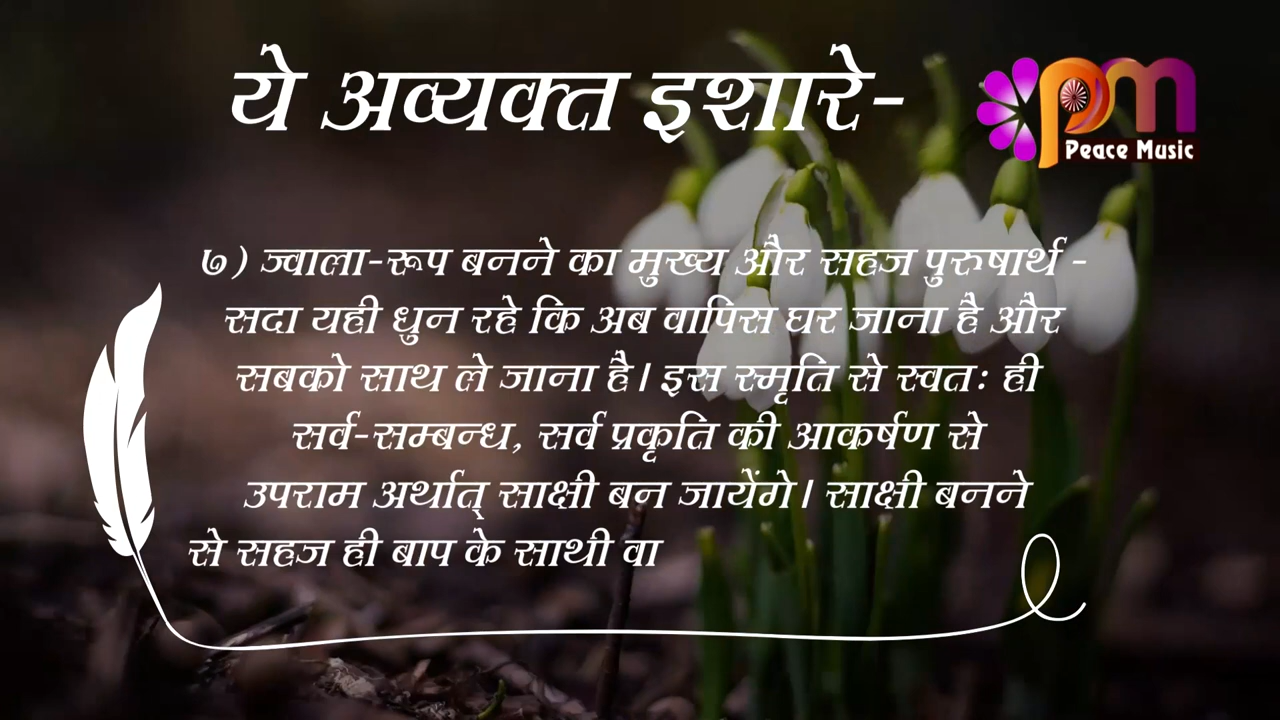 ये अव्यक्त इशारे-
pm
Peace Music
७) ज्वाला-रूप बनने का मुख्य और सहज पुरुषार्थ -
सदा यही धुन रहे कि अब वापिस घर जाना है और
सबको साथ ले जाना है। इस स्मृति से स्वतः ही
सर्व-सम्बन्ध, सर्व प्रकृति की आकर्षण से
उपराम अर्थात् साक्षी बन जायेंगे। साक्षी बनने
से सहज ही बाप के साथी वा